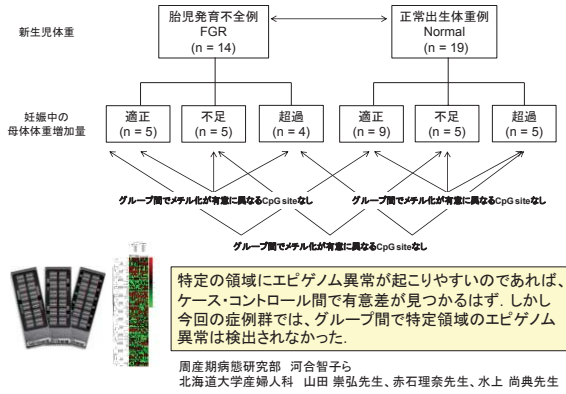 新生児体重
胎児発育不全例
FGR
(n = 14)
正常出生体重例
Normal
(n = 19)
妊娠中の
母体体重増加量
適正
(n = 5)
不足
(n = 5)
超過
(n = 4)
適正
(n = 9)
不足
(n = 5)
超過
(n = 5)
グループ間でメチル化が有意に異なるCpG siteなし
グループ間でメチル化が有意に異なるCpG siteなし
グループ間でメチル化が有意に異なるCpG siteなし
特定の領域にエピゲノム異常が起こりやすいのであれば、
ケース・コントロール間で有意差が見つかるはず. しかし
今回の症例群では、グループ間で特定領域のエピゲノム
異常は検出されなかった.
周産期病態研究部 河合智子ら
北海道大学産婦人科 山田 崇弘先生、赤石理奈先生、水上 尚典先生